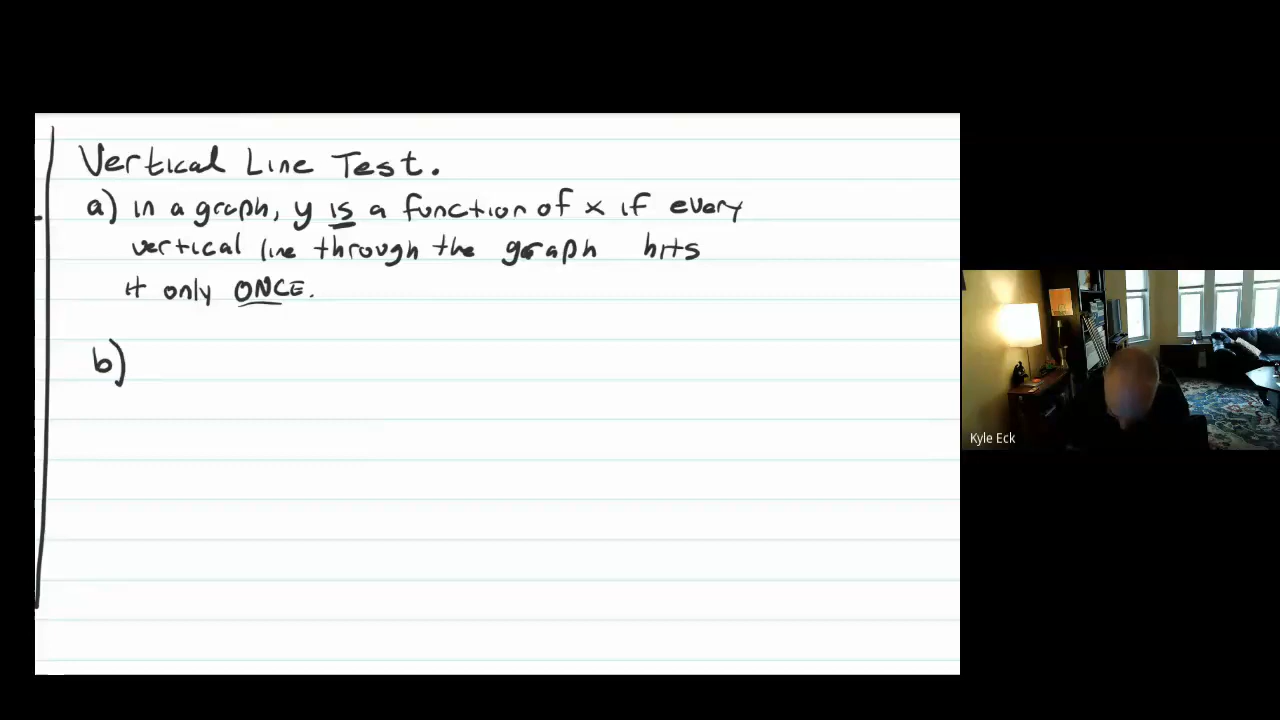 Vertical Line Test.
a) in a graph, y is a function of x if every
vertical line through the graph hits
it only ONCE.
b)
Kyle Eck